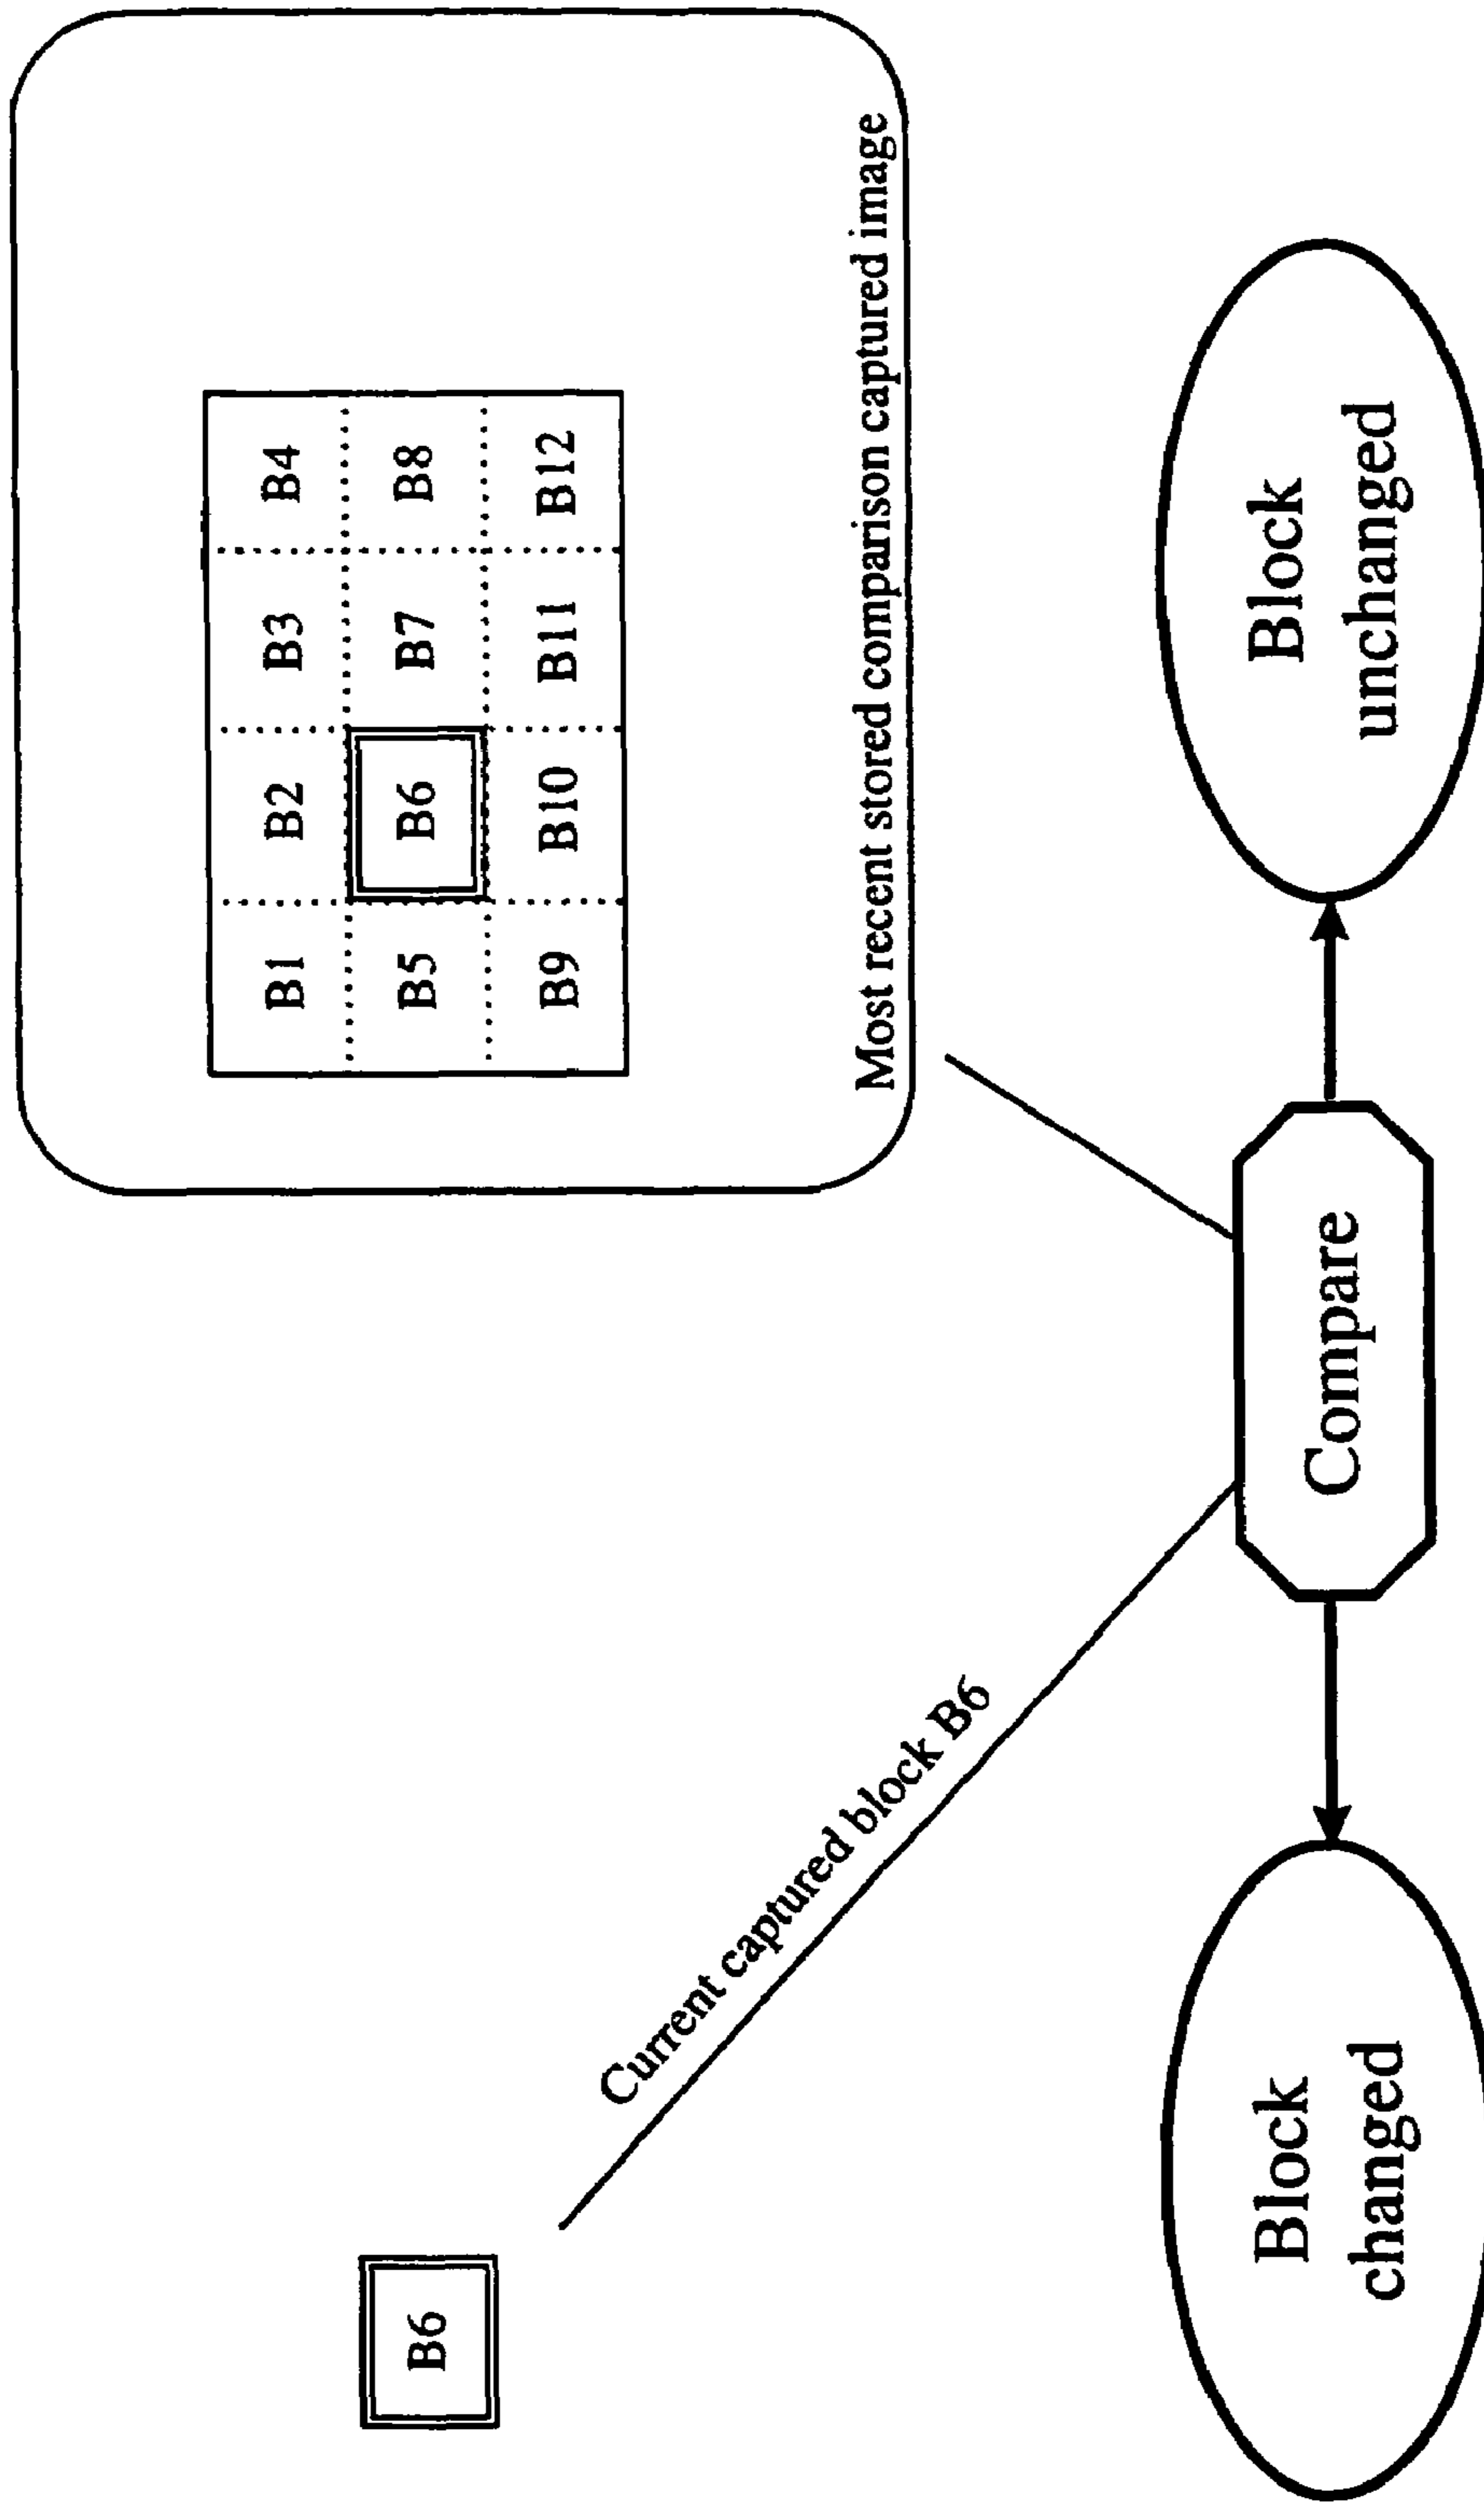 B1 B2 B3 B4
B6 B5 B6 B7 B8
B9 B10 B11 B12
Most recent stored comparison captured image
Current captured block B6
Block
changed
Compare
Block
unchanged